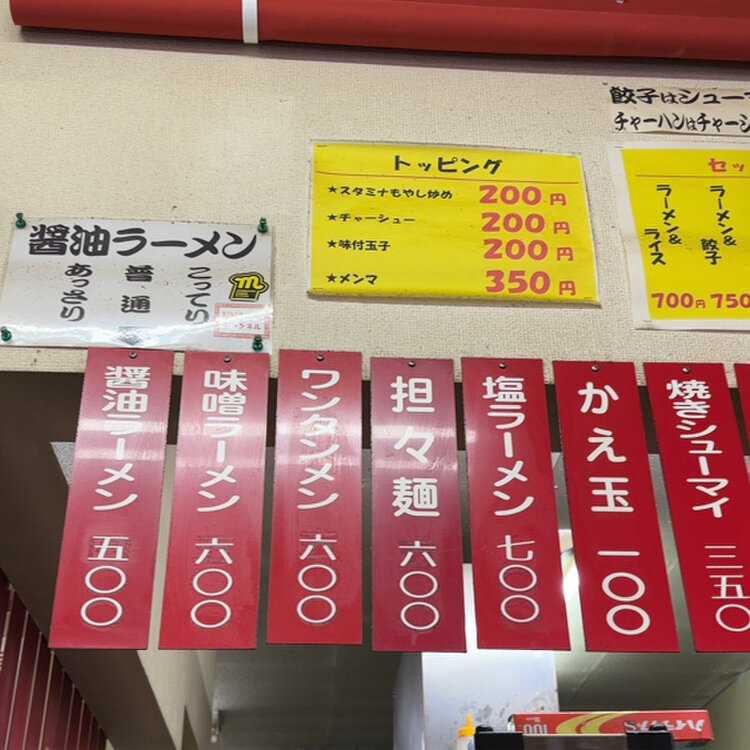 餃子はシューマ
チャーハンはチャーシ
トッピング
★スタミナもやし炒め 200円
★チャーシュー 200円
★味付玉子 200円
★メンマ 350円
セッ
ラーメン&餃子
750
ラーメン&ライス
700円
醤油ラーメン
こってり
普通
あっさり
醤油ラーメン 五〇〇
味噌ラーメン 六〇〇
ワンタンメン 六〇〇
担々麺 六〇〇
塩ラーメン 七〇〇
かえ玉 一〇〇
焼きシューマイ 三五〇
100